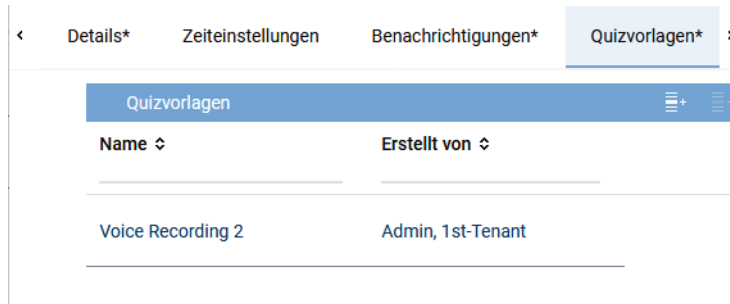 Details* Zeiteinstellungen Benachrichtigungen* Quizvorlagen*
Quizvorlagen
Name Erstellt von
Voice Recording 2 Admin, 1st-Tenant